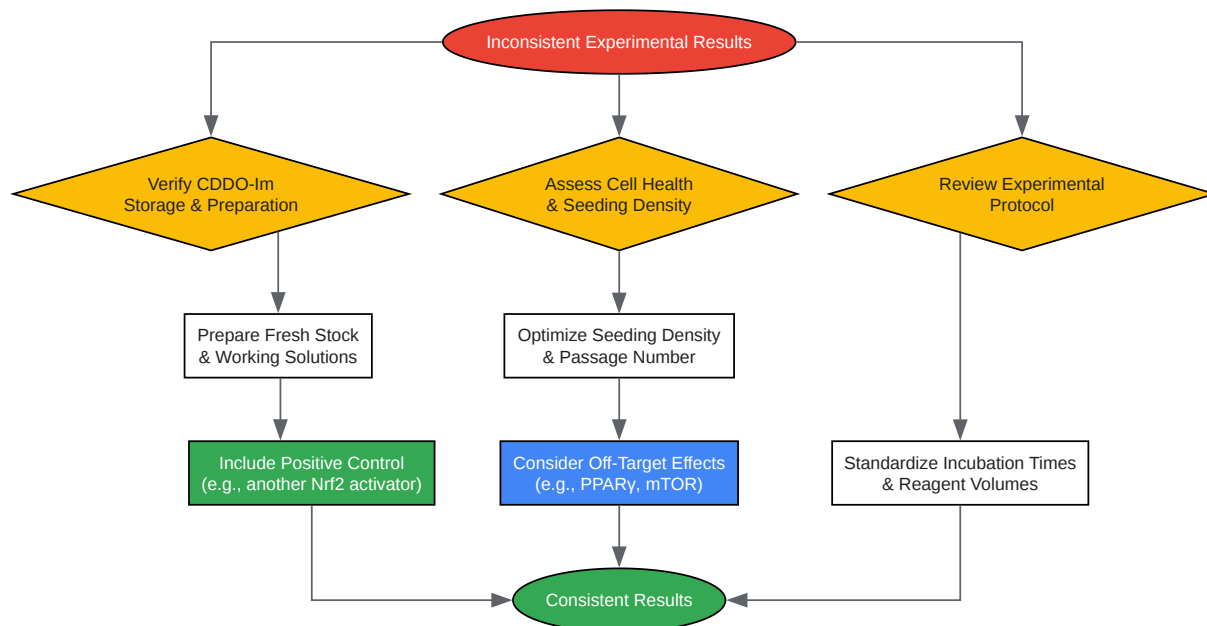 Inconsistent Experimental Results
Verify CDDO-Im
Storage & Preparation
Assess Cell Health
& Seeding Density
Review Experimental
Protocol
Prepare Fresh Stock
& Working Solutions
Optimize Seeding Density
& Passage Number
Include Positive Control
(e.g., another Nrf2 activator)
Consider Off-Target Effects
(e.g., PPARγ, mTOR)
Standardize Incubation Times
& Reagent Volumes
Consistent Results